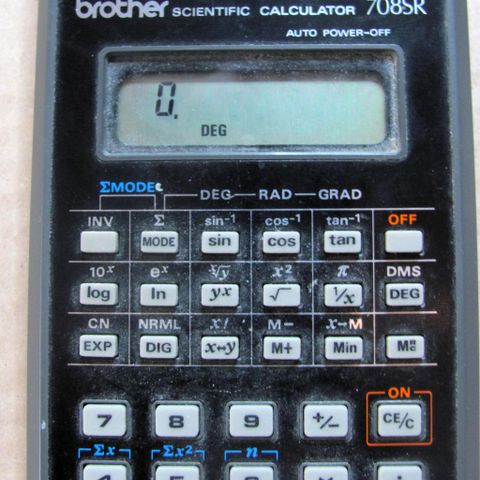 brother SCIENTIFIC CALCULATOR 708SR
AUTO POWER-OFF
0.
DEG
ΣMODE DEG RAD GRAD
INV Σ sin⁻¹ cos⁻¹ tan⁻¹ OFF
MODE sin cos tan
10ˣ eˣ ˣ√y x² π DMS
log ln yˣ √ 1/x DEG
CN NRML x! M− x↔M
EXP DIG x↔y M+ Min
ON
7 8 9 +/− CE/C
Σx Σx² n